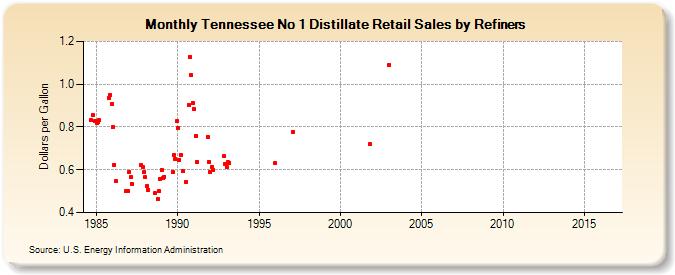 Monthly Tennessee No 1 Distillate Retail Sales by Refiners
Dollars per Gallon
1.2
1.0
0.8
0.6
0.4
1985 1990 1995 2000 2005 2010 2015
Source: U.S. Energy Information Administration